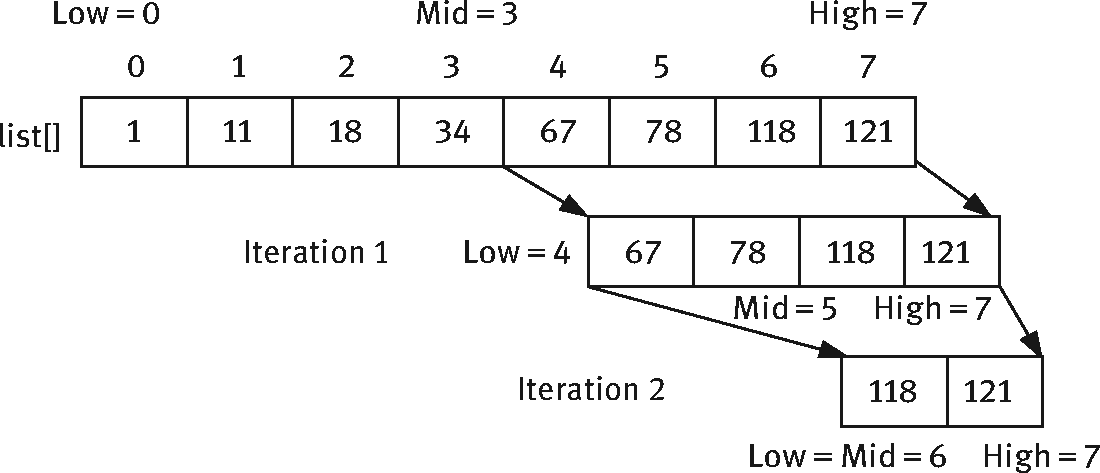 Low = 0 Mid = 3 High = 7
0 1 2 3 4 5 6 7
list[] 1 11 18 34 67 78 118 121
Iteration 1 Low = 4 67 78 118 121
Mid = 5 High = 7
Iteration 2 118 121
Low = Mid = 6 High = 7